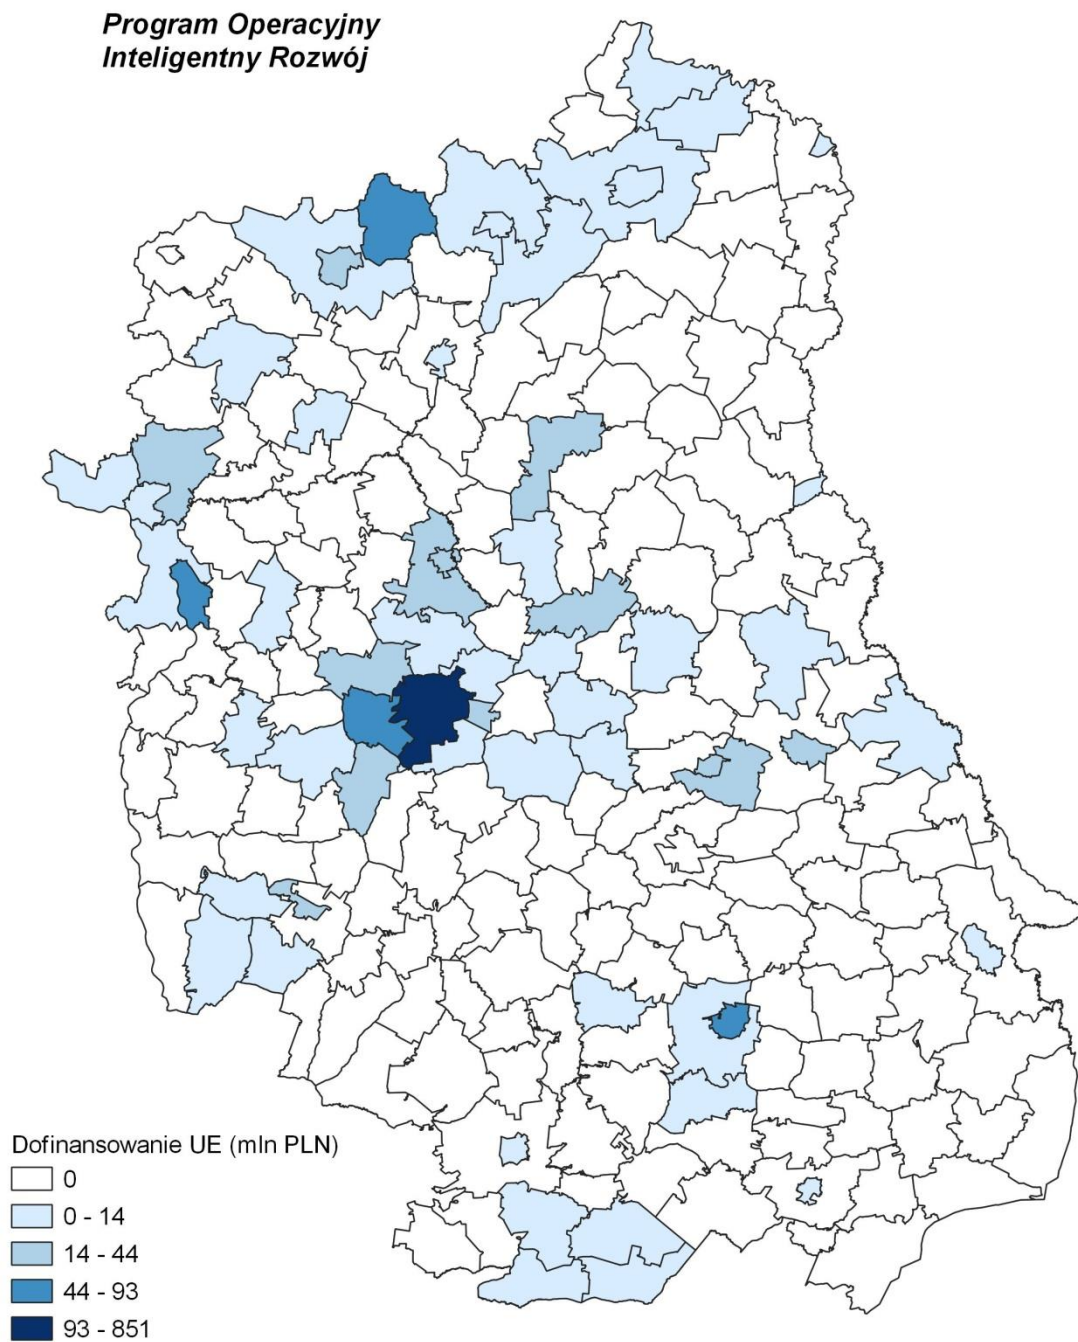 Program Operacyjny
Inteligentny Rozwój
Dofinansowanie UE (mln PLN)
0
0 - 14
14 - 44
44 - 93
93 - 851